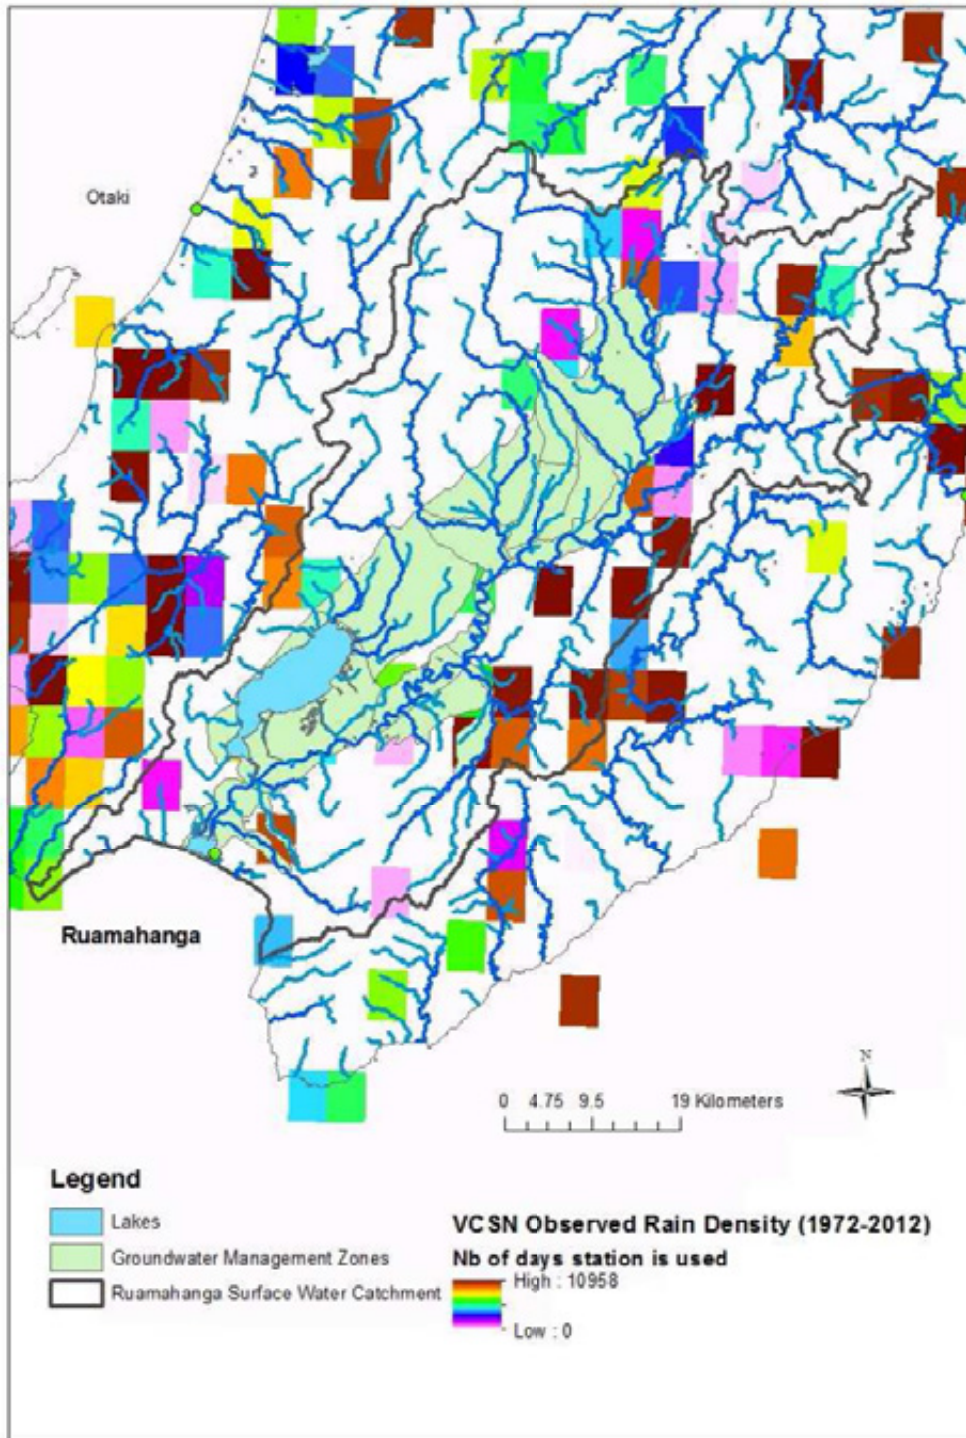 Otaki
Ruamahanga
N
0 4.75 9.5 19 Kilometers
Legend
Lakes
Groundwater Management Zones
Ruamahanga Surface Water Catchment
VCSN Observed Rain Density (1972-2012)
Nb of days station is used
High : 10958
Low : 0